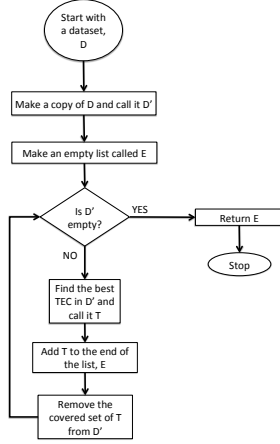 Start with
a dataset,
D
Make a copy of D and call it D’
Make an empty list called E
Is D’
empty?
YES
Return E
Stop
NO
Find the best
TEC in D’ and
call it T
Add T to the end of
the list, E
Remove the
covered set of T
from D’